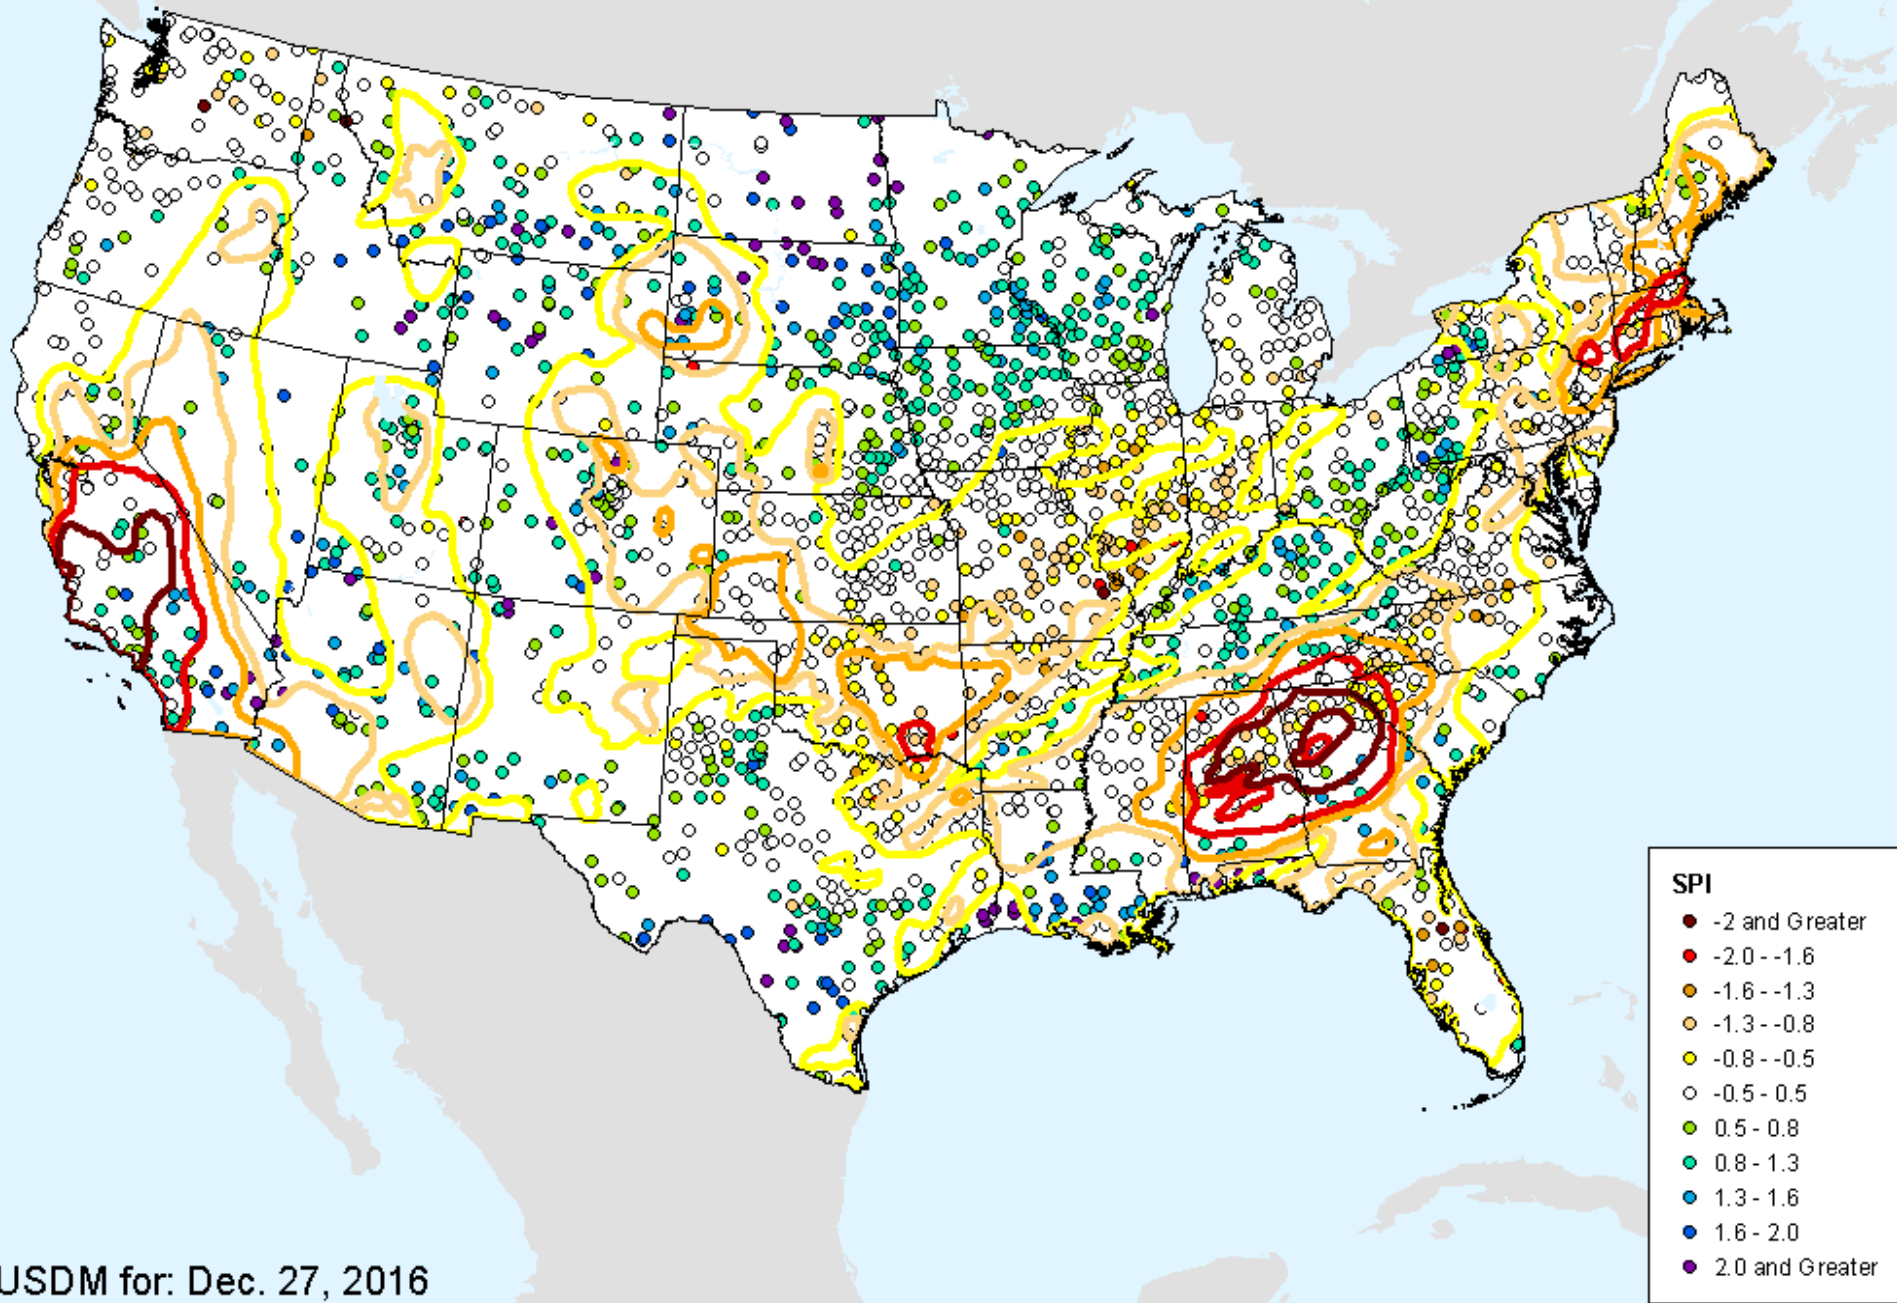 SPI
-2 and Greater
-2.0 - -1.6
-1.6 - -1.3
-1.3 - -0.8
-0.8 - -0.5
-0.5 - 0.5
0.5 - 0.8
0.8 - 1.3
1.3 - 1.6
1.6 - 2.0
2.0 and Greater
USDM for: Dec. 27, 2016